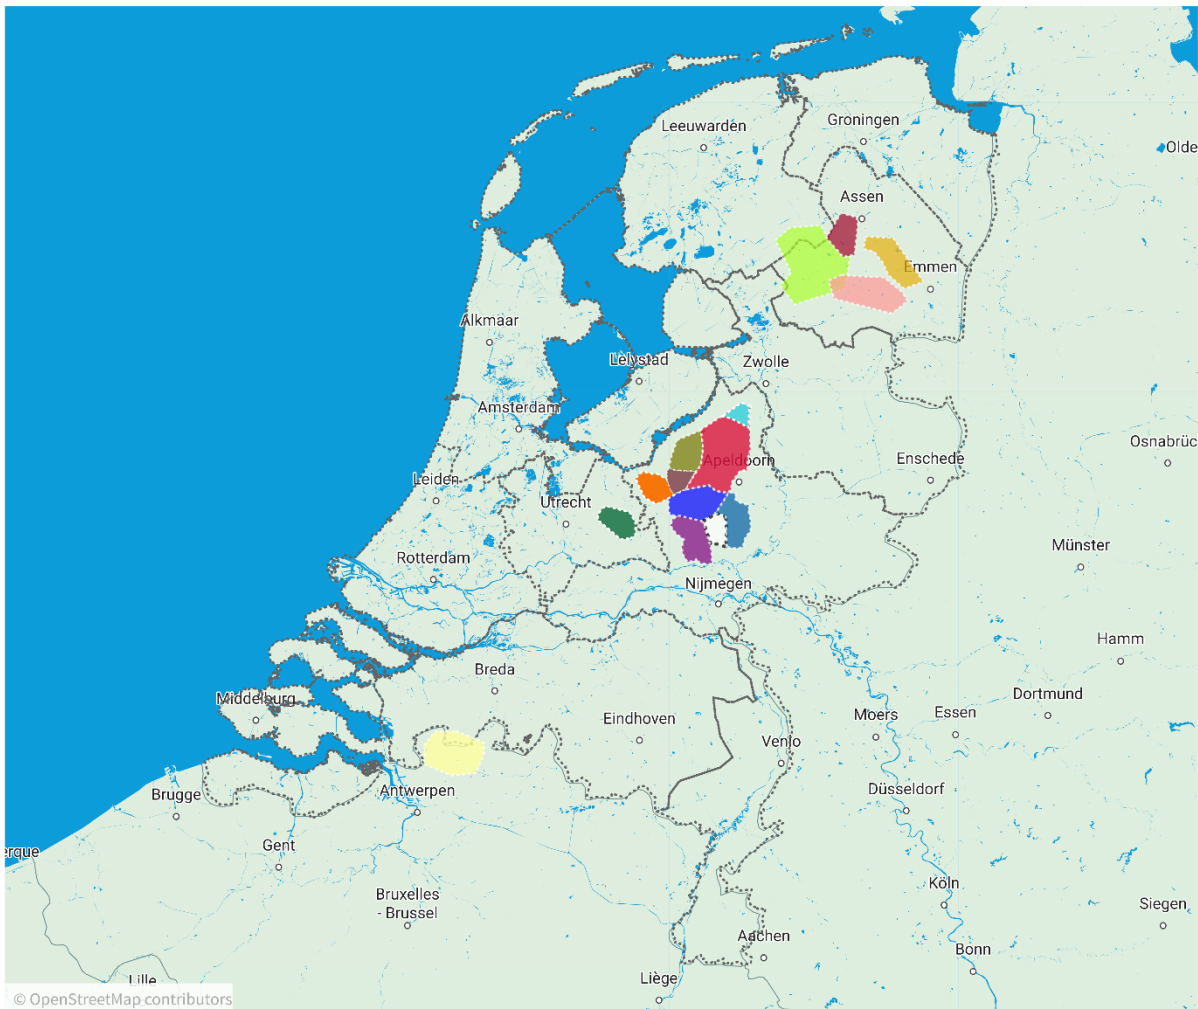 Leeuwarden
Groningen
Olde
Assen
Emmen
Alkmaar
Lelystad
Zwolle
Amsterdam
Osnabrüc
Apeldoorn
Enschede
Leiden
Utrecht
Münster
Rotterdam
Nijmegen
Hamm
Breda
Dortmund
Middelburg
Eindhoven
Moers
Essen
Venlo
Brugge
Antwerpen
Düsseldorf
Gent
erque
Bruxelles
- Brussel
Köln
Siegen
Aachen
Bonn
Lille
Liège
© OpenStreetMap contributors